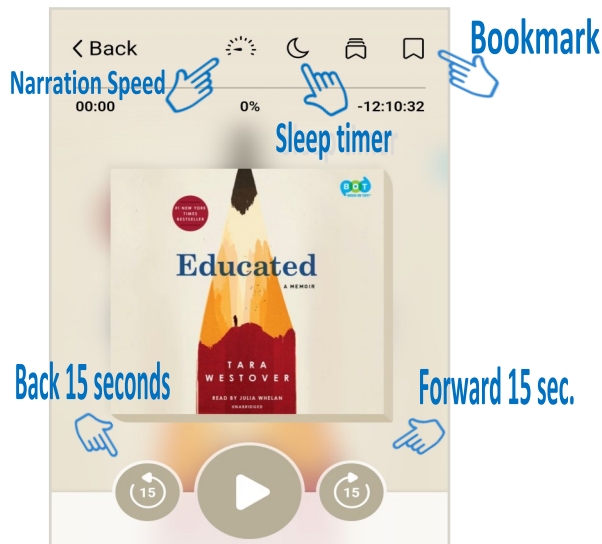 Back
Bookmark
Narration Speed
00:00
0%
-12:10:32
Sleep timer
BOT
#1 NEW YORK
TIMES
BESTSELLER
Educated
A MEMOIR
TARA
WESTOVER
READ BY JULIA WHELAN
UNABRIDGED
Back 15 seconds
Forward 15 sec.
15
15